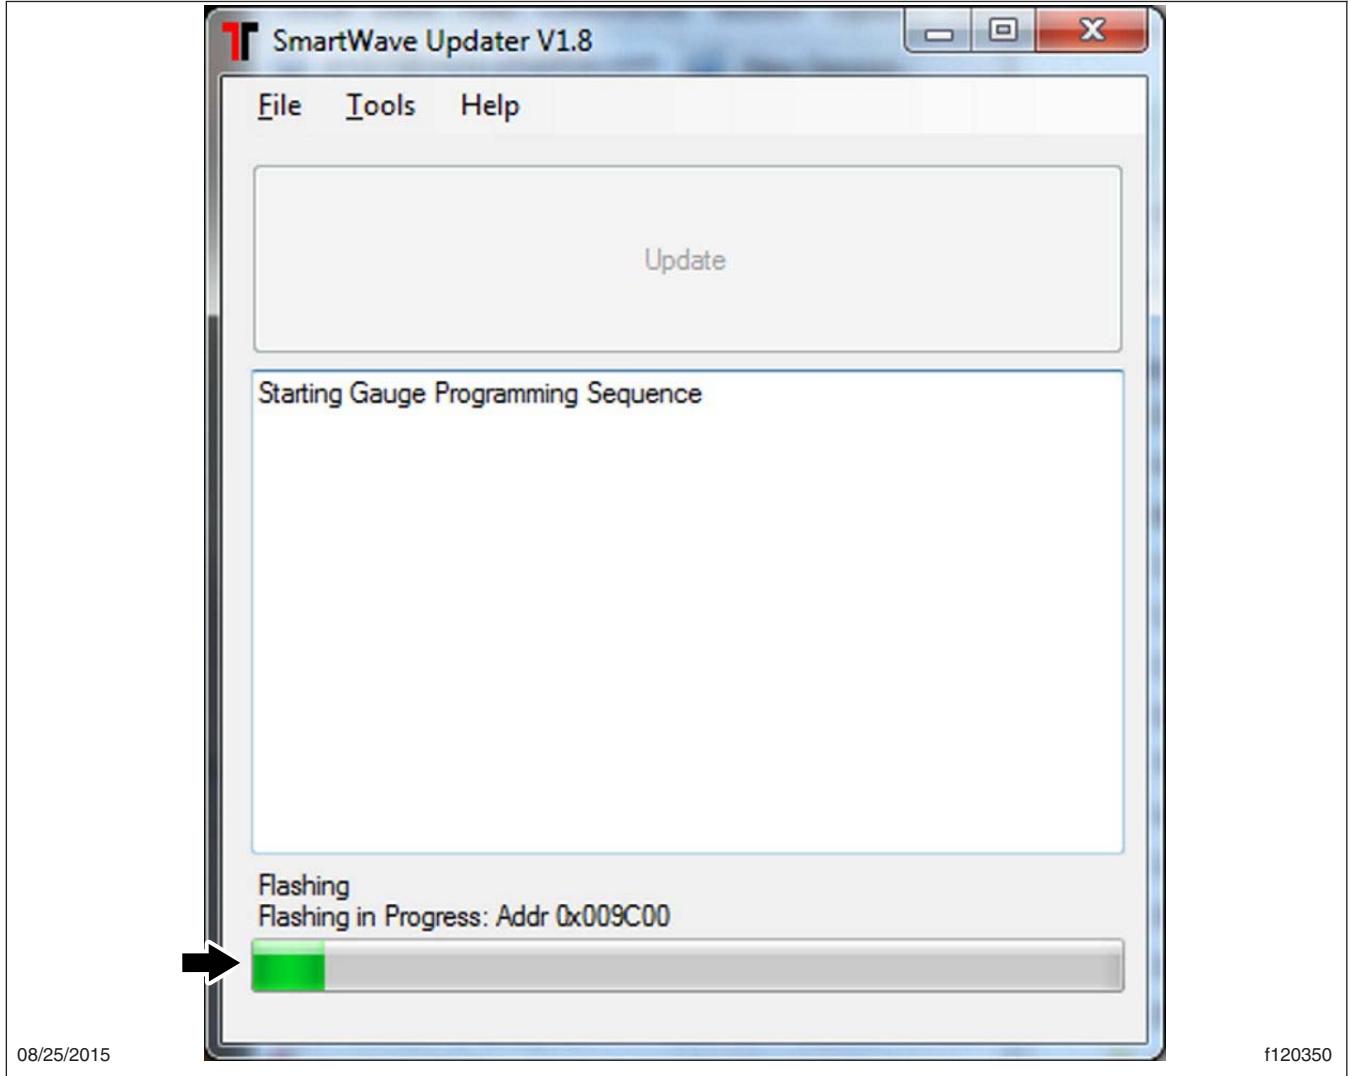 SmartWave Updater V1.8
File Tools Help
Update
Starting Gauge Programming Sequence
Flashing
Flashing in Progress: Addr 0x009C00
08/25/2015
f120350